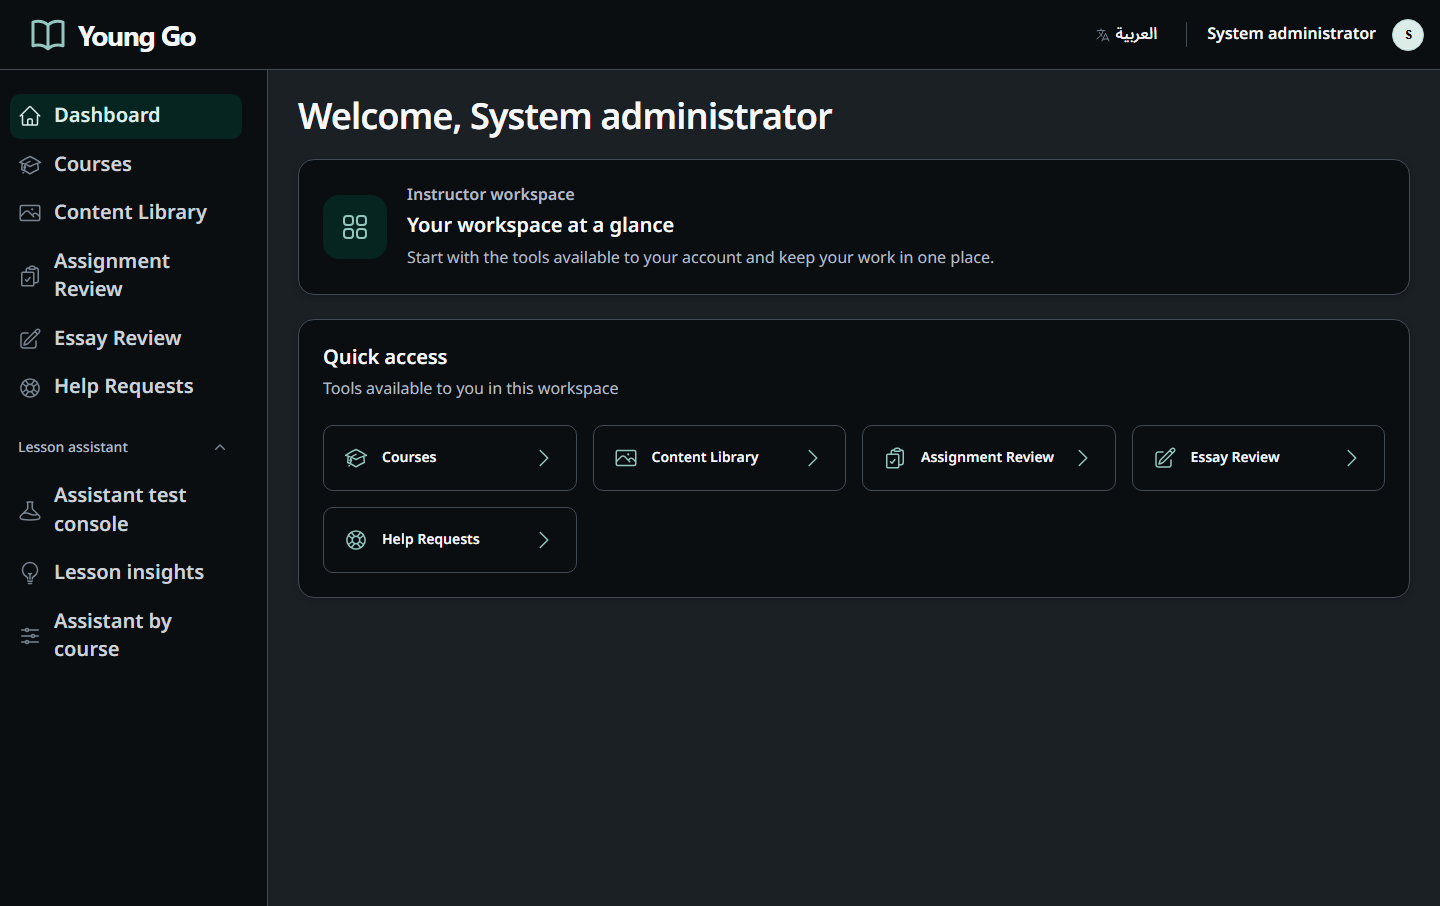 Young Go
العربية
System administrator
S
Dashboard
Courses
Content Library
Assignment
Review
Essay Review
Help Requests
Lesson assistant
Assistant test
console
Lesson insights
Assistant by
course
Welcome, System administrator
Instructor workspace
Your workspace at a glance
Start with the tools available to your account and keep your work in one place.
Quick access
Tools available to you in this workspace
Courses
Content Library
Assignment Review
Essay Review
Help Requests